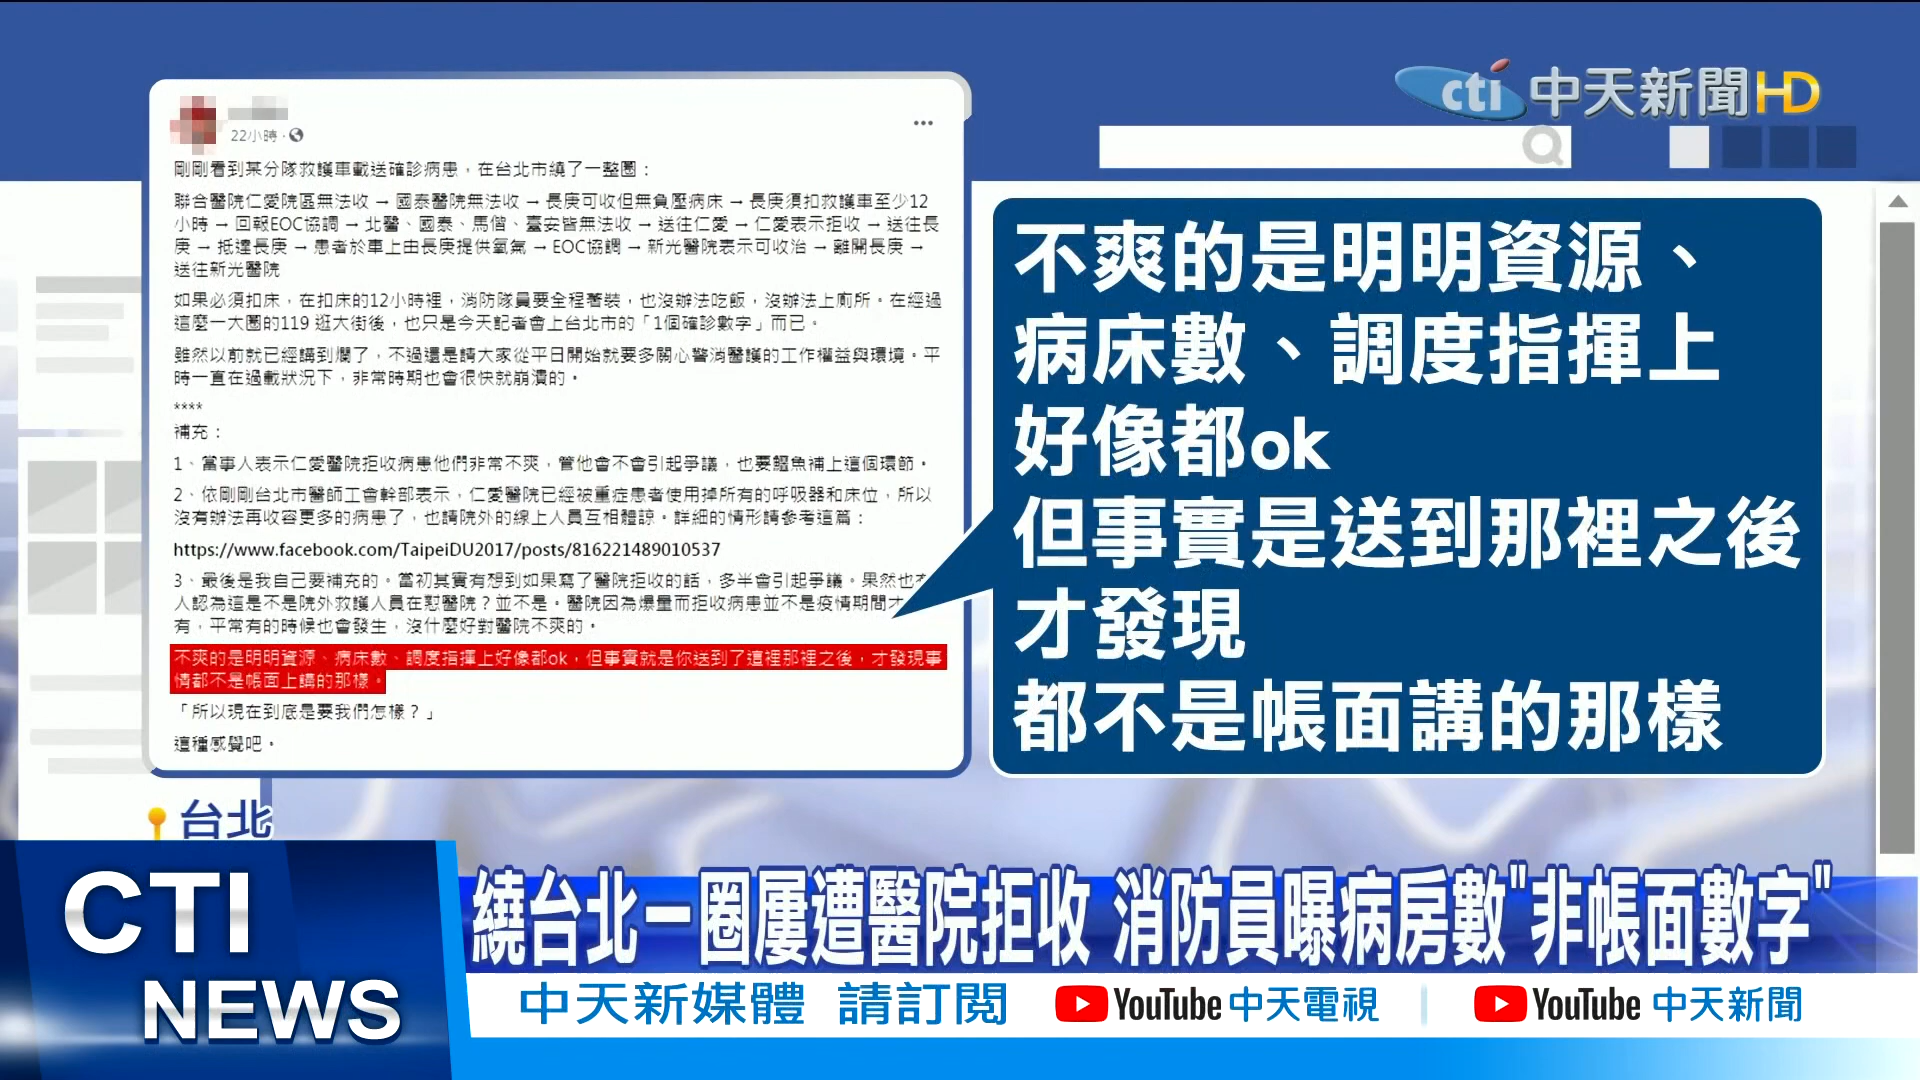 cti 中天新聞HD
22小時
剛剛看到某分隊救護車載送確診病患，在台北市繞了一整圈：
聯合醫院仁愛院區無法收 → 國泰醫院無法收 → 長庚可收但無負壓病床 → 長庚須扣救護車至少12
小時 → 回報EOC協調 → 北醫、國泰、馬偕、臺安皆無法收 → 送往仁愛 → 仁愛表示拒收 → 送往長
庚 → 抵達長庚 → 患者於車上由長庚提供氧氣 → EOC協調 → 新光醫院表示可收治 → 離開長庚 →
送往新光醫院
如果必須扣床，在扣床的12小時裡，消防隊員要全程著裝，也沒辦法吃飯，沒辦法上廁所。在經過
這麼一大圈的119 逛大街後，也只是今天記者會上台北市的「1個確診數字」而已。
雖然以前就已經講到爛了，不過還是請大家從平日開始就要多關心警消醫護的工作權益與環境。平
時一直在過載狀況下，非常時期也會很快就崩潰的。
****
補充：
1、當事人表示仁愛醫院拒收病患他們非常不爽，管他會不會引起爭議，也要鱷魚補上這個環節。
2、依剛剛台北市醫師工會幹部表示，仁愛醫院已經被重症患者使用掉所有的呼吸器和床位，所以
沒有辦法再收容更多的病患了，也請院外的線上人員互相體諒。詳細的情形請參考這篇：
https://www.facebook.com/TaipeiDU2017/posts/816221489010537
3、最後是我自己要補充的。當初其實有想到如果寫了醫院拒收的話，多半會引起爭議。果然也有
人認為這是不是院外救護人員在懟醫院？並不是。醫院因為爆量而拒收病患並不是疫情期間才
有，平常有的時候也會發生，沒什麼好對醫院不爽的。
不爽的是明明資源、病床數、調度指揮上好像都ok，但事實就是你送到了這裡那裡之後，才發現事
情都不是帳面上講的那樣。
「所以現在到底是要我們怎樣？」
這種感覺吧。
不爽的是明明資源、
病床數、調度指揮上
好像都ok
但事實是送到那裡之後
才發現
都不是帳面講的那樣
台北
CTI
NEWS
繞台北一圈屢遭醫院拒收 消防員曝病房數"非帳面數字"
中天新媒體 請訂閱 YouTube 中天電視 YouTube 中天新聞